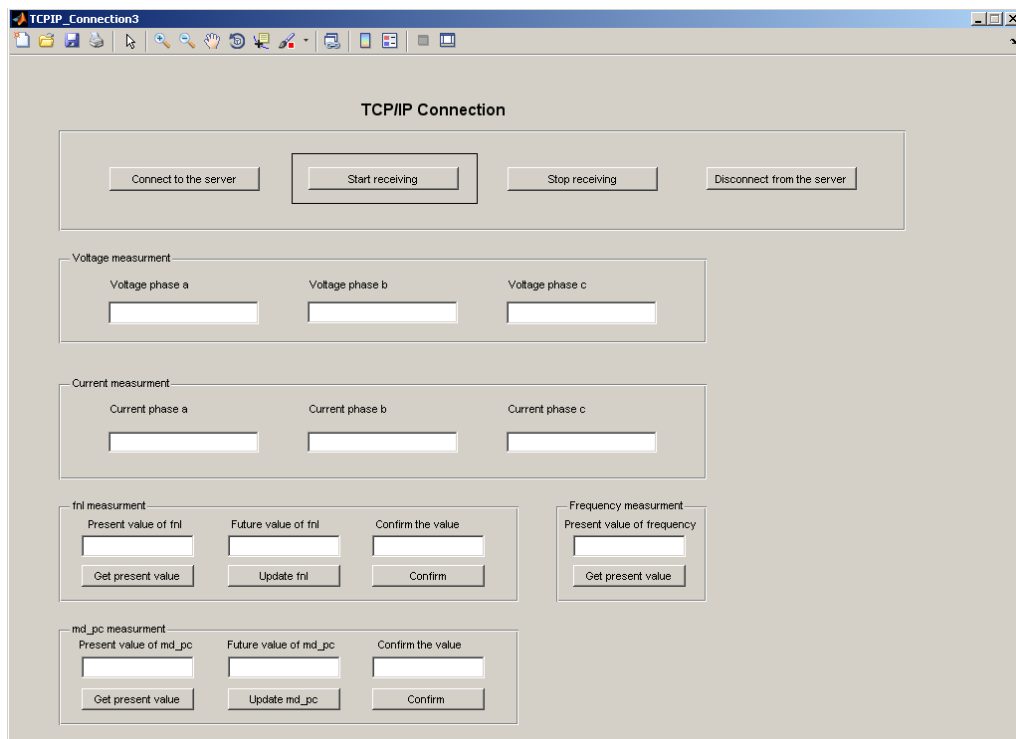 TCPIP_Connection3
TCP/IP Connection
Connect to the server
Start receiving
Stop receiving
Disconnect from the server
Voltage measurment
Voltage phase a
Voltage phase b
Voltage phase c
Current measurment
Current phase a
Current phase b
Current phase c
fnl measurment
Present value of fnl
Future value of fnl
Confirm the value
Get present value
Update fnl
Confirm
Frequency measurment
Present value of frequency
Get present value
md_pc measurment
Present value of md_pc
Future value of md_pc
Confirm the value
Get present value
Update md_pc
Confirm